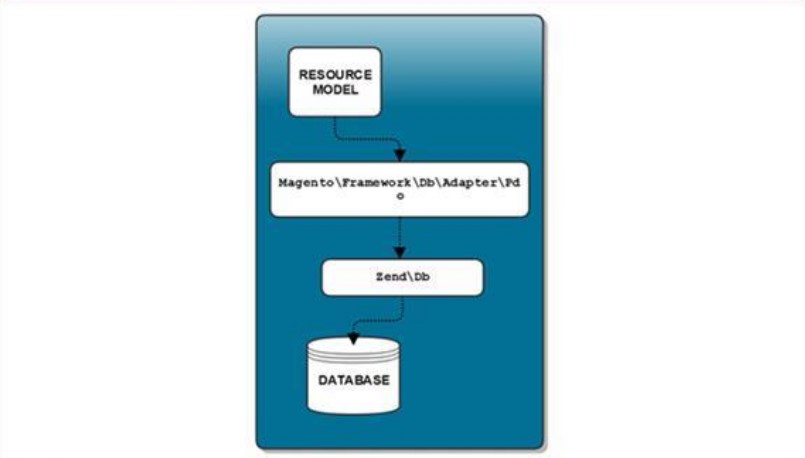 RESOURCE
MODEL
Magento\Framework\Db\Adapter\Pd
o
Zend\Db
DATABASE